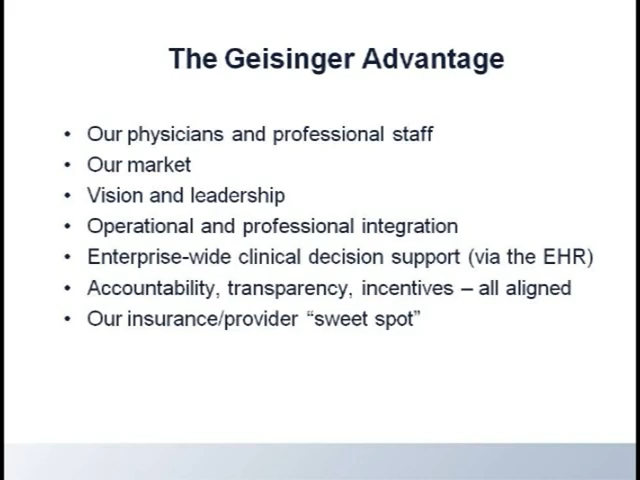 The Geisinger Advantage
• Our physicians and professional staff
• Our market
• Vision and leadership
• Operational and professional integration
• Enterprise-wide clinical decision support (via the EHR)
• Accountability, transparency, incentives – all aligned
• Our insurance/provider “sweet spot”